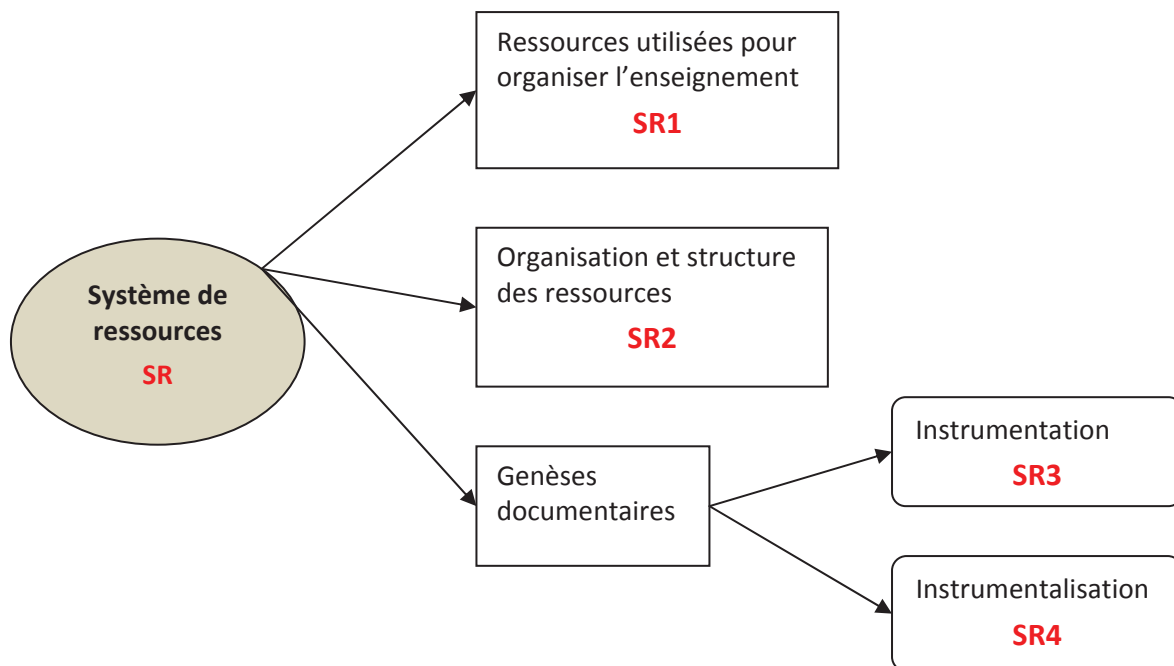 Ressources utilisées pour
organiser l’enseignement
SR1
Organisation et structure
des ressources
SR2
Système de
ressources
SR
Genèses
documentaires
Instrumentation
SR3
Instrumentalisation
SR4